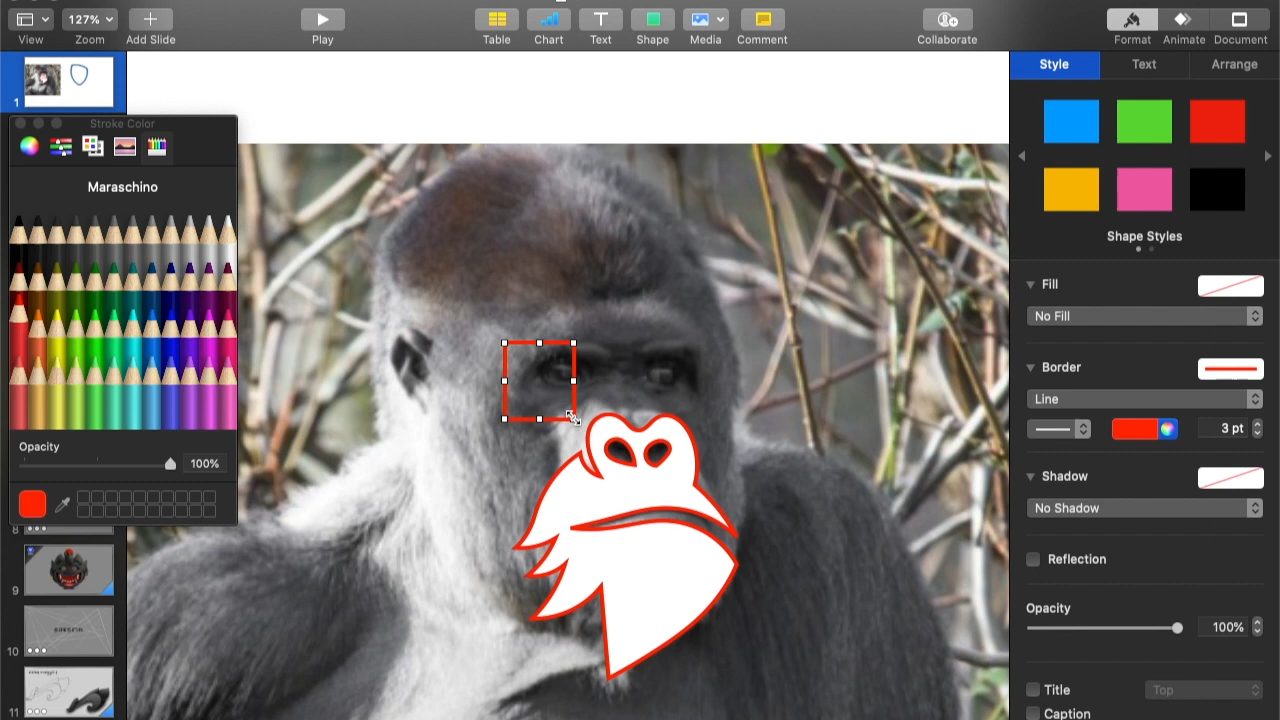 127%
View
Zoom
Add Slide
Play
Table
Chart
Text
Shape
Media
Comment
Collaborate
Format
Animate
Document
1
Stroke Color
Maraschino
Opacity
100%
8
9
10
11
Style
Text
Arrange
Shape Styles
Fill
No Fill
Border
Line
3 pt
Shadow
No Shadow
Reflection
Opacity
100%
Title
Top
Caption